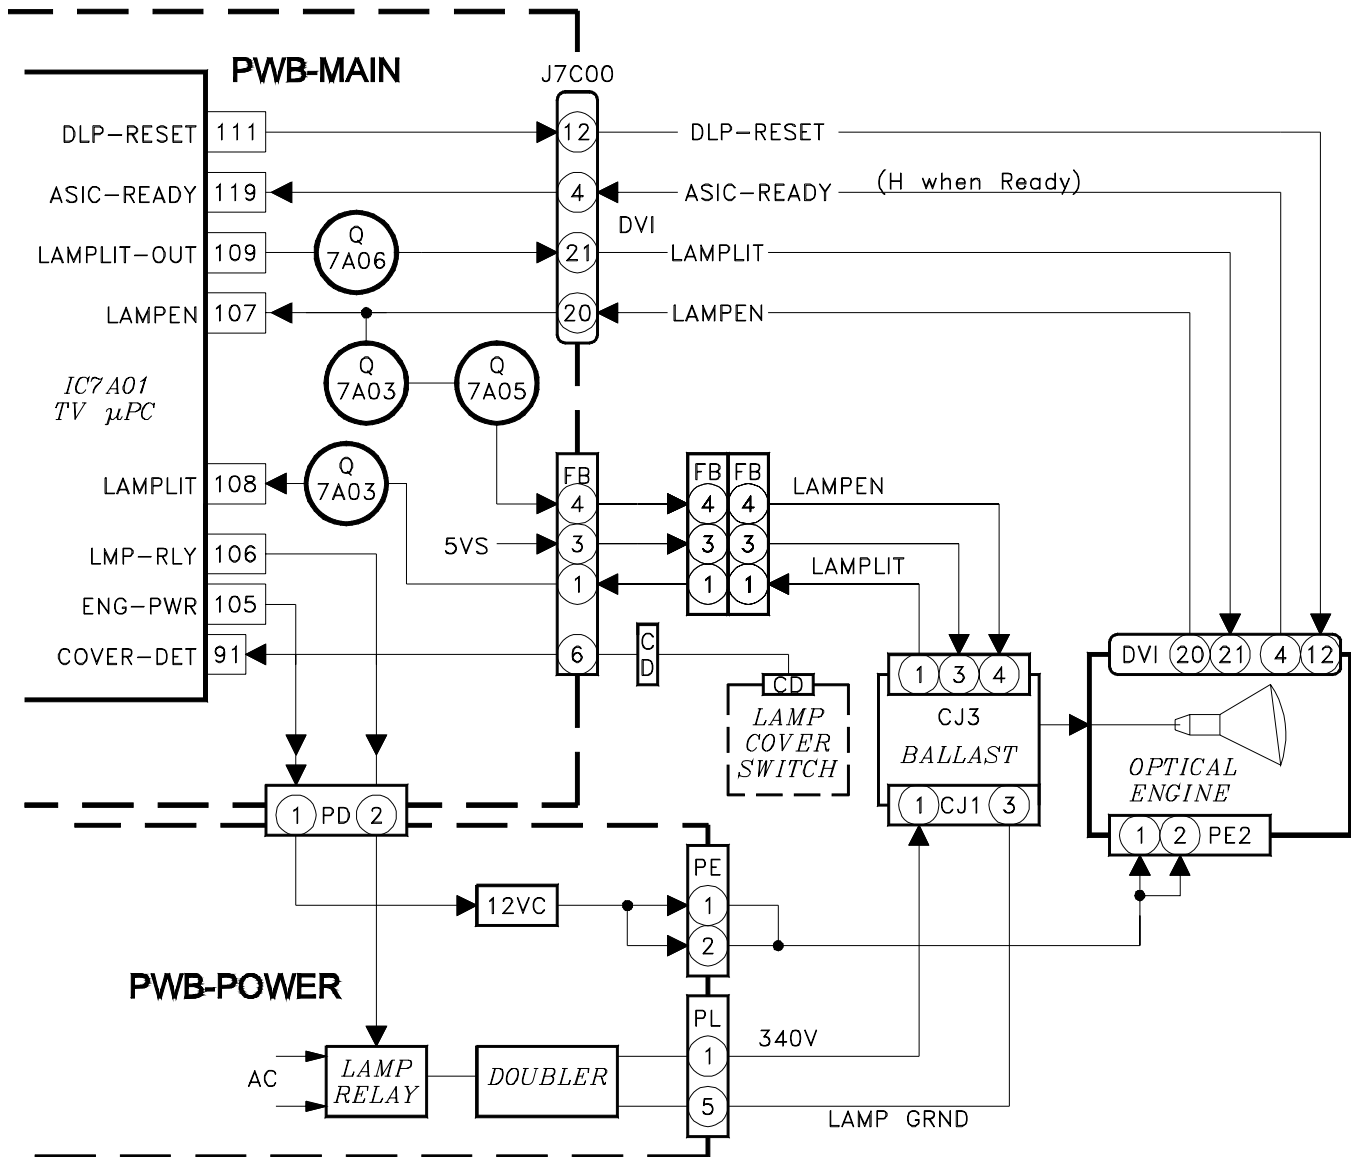 PWB-MAIN
J7C00
DLP-RESET 111 12 DLP-RESET
ASIC-READY 119 4 ASIC-READY (H when Ready)
DVI
LAMPLIT-OUT 109 Q 7A06 21 LAMPLIT
LAMPEN 107 20 LAMPEN
Q
7A03
Q
7A05
IC7A01
TV µPC
FB
FB
FB
LAMPLIT 108
Q
7A03
4 4 4 LAMPEN
5VS 3 3 3
1 1 1 LAMPLIT
LMP-RLY 106
ENG-PWR 105
COVER-DET 91 6
CD
CD
LAMP
COVER
SWITCH
1 3 4
CJ3
BALLAST
1 CJ1 3
DVI 20 21 4 12
OPTICAL
ENGINE
1 2 PE2
1 PD 2
12VC
PE
1
2
PWB-POWER
PL
1 340V
5 LAMP GRND
AC
LAMP
RELAY
DOUBLER